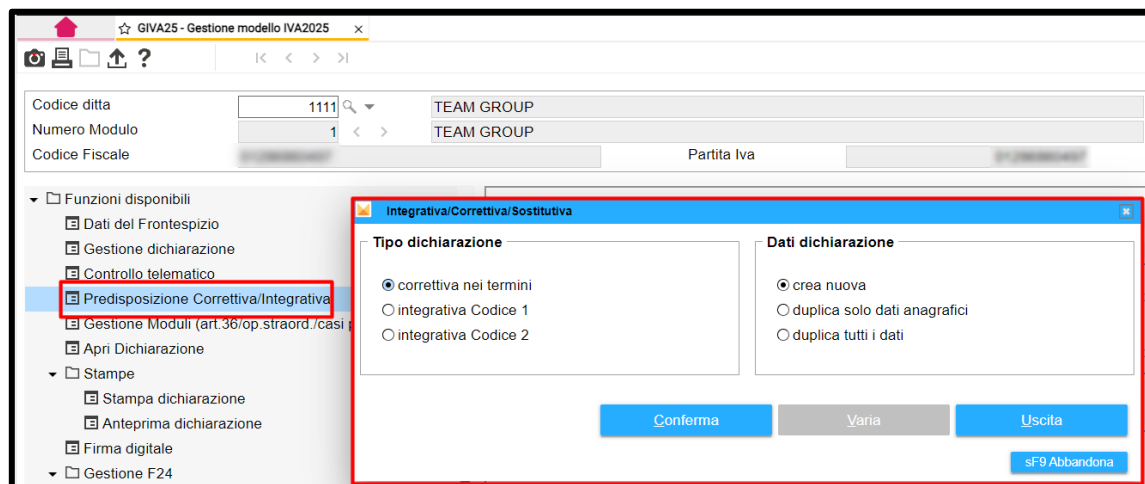 GIVA25 - Gestione modello IVA2025
Codice ditta 1111 TEAM GROUP
Numero Modulo 1 TEAM GROUP
Codice Fiscale Partita Iva
Funzioni disponibili
Dati del Frontespizio
Gestione dichiarazione
Controllo telematico
Predisposizione Correttiva/Integrativa
Gestione Moduli (art.36/op.straord./casi
Apri Dichiarazione
Stampe
Stampa dichiarazione
Anteprima dichiarazione
Firma digitale
Gestione F24
Integrativa/Correttiva/Sostitutiva
Tipo dichiarazione
correttiva nei termini
integrativa Codice 1
integrativa Codice 2
Dati dichiarazione
crea nuova
duplica solo dati anagrafici
duplica tutti i dati
Conferma Varia Uscita
sF9 Abbandona